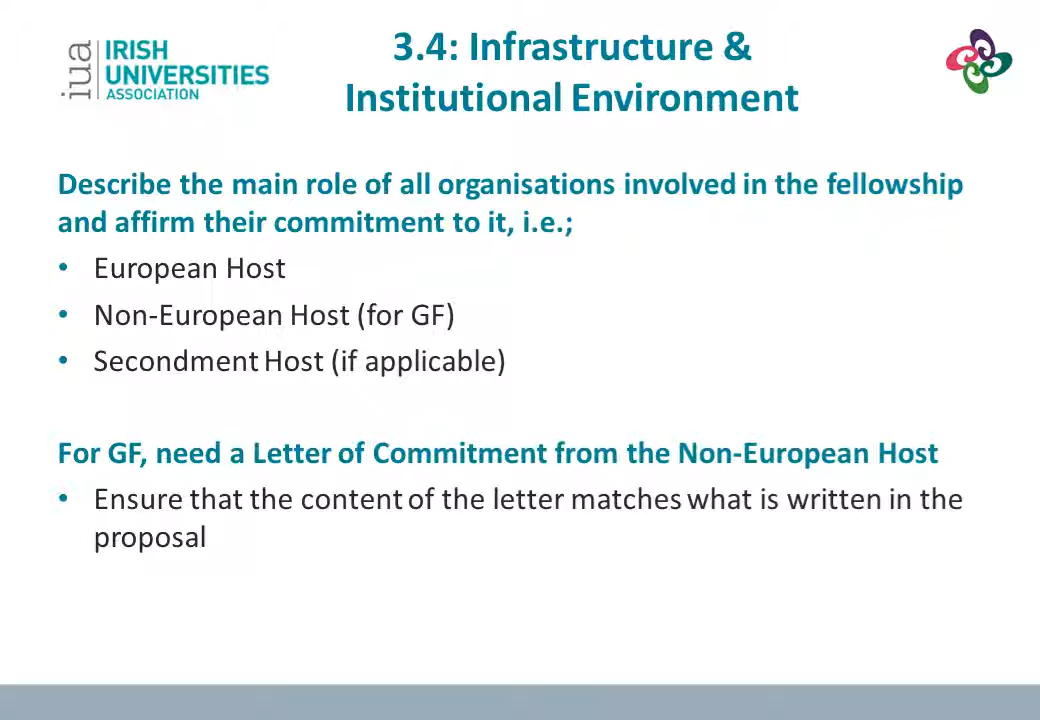 iua
IRISH
UNIVERSITIES
ASSOCIATION
3.4: Infrastructure &
Institutional Environment
Describe the main role of all organisations involved in the fellowship
and affirm their commitment to it, i.e.;
• European Host
• Non-European Host (for GF)
• Secondment Host (if applicable)
For GF, need a Letter of Commitment from the Non-European Host
• Ensure that the content of the letter matches what is written in the
proposal